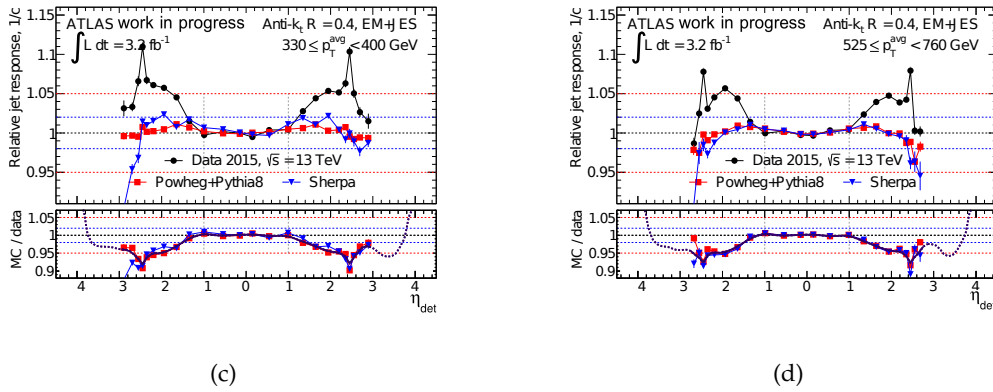 ATLAS work in progress
∫ L dt = 3.2 fb-1
Anti-kt R = 0.4, EM+JES
330 ≤ pTavg < 400 GeV
Relative jet response, 1/c
1.15
1.1
1.05
1
0.95
Data 2015, √s = 13 TeV
Powheg+Pythia8
Sherpa
MC / data
1.05
1
0.95
0.9
4 3 2 1 0 1 2 3 4
ηdet
(c)
ATLAS work in progress
∫ L dt = 3.2 fb-1
Anti-kt R = 0.4, EM+JES
525 ≤ pTavg < 760 GeV
Relative jet response, 1/c
1.15
1.1
1.05
1
0.95
Data 2015, √s = 13 TeV
Powheg+Pythia8
Sherpa
MC / data
1.05
1
0.95
0.9
4 3 2 1 0 1 2 3 4
ηdet
(d)